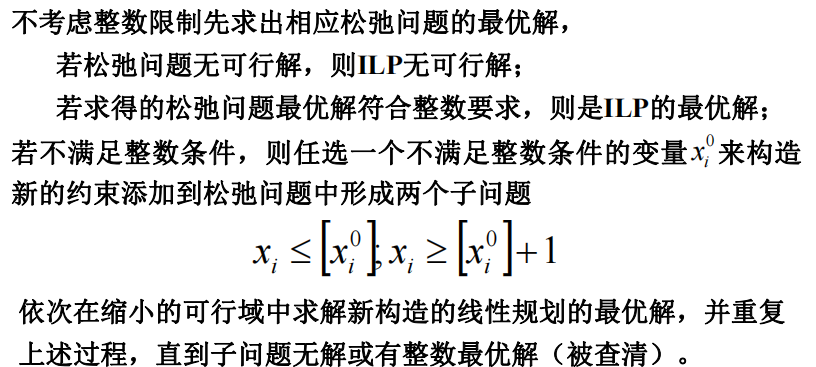 不考虑整数限制先求出相应松弛问题的最优解，
若松弛问题无可行解，则ILP无可行解；
若求得的松弛问题最优解符合整数要求，则是ILP的最优解；
若不满足整数条件，则任选一个不满足整数条件的变量 x_i^0 来构造
新的约束添加到松弛问题中形成两个子问题
x_i ≤ [x_i^0]; x_i ≥ [x_i^0]+1
依次在缩小的可行域中求解新构造的线性规划的最优解，并重复
上述过程，直到子问题无解或有整数最优解（被查清）。